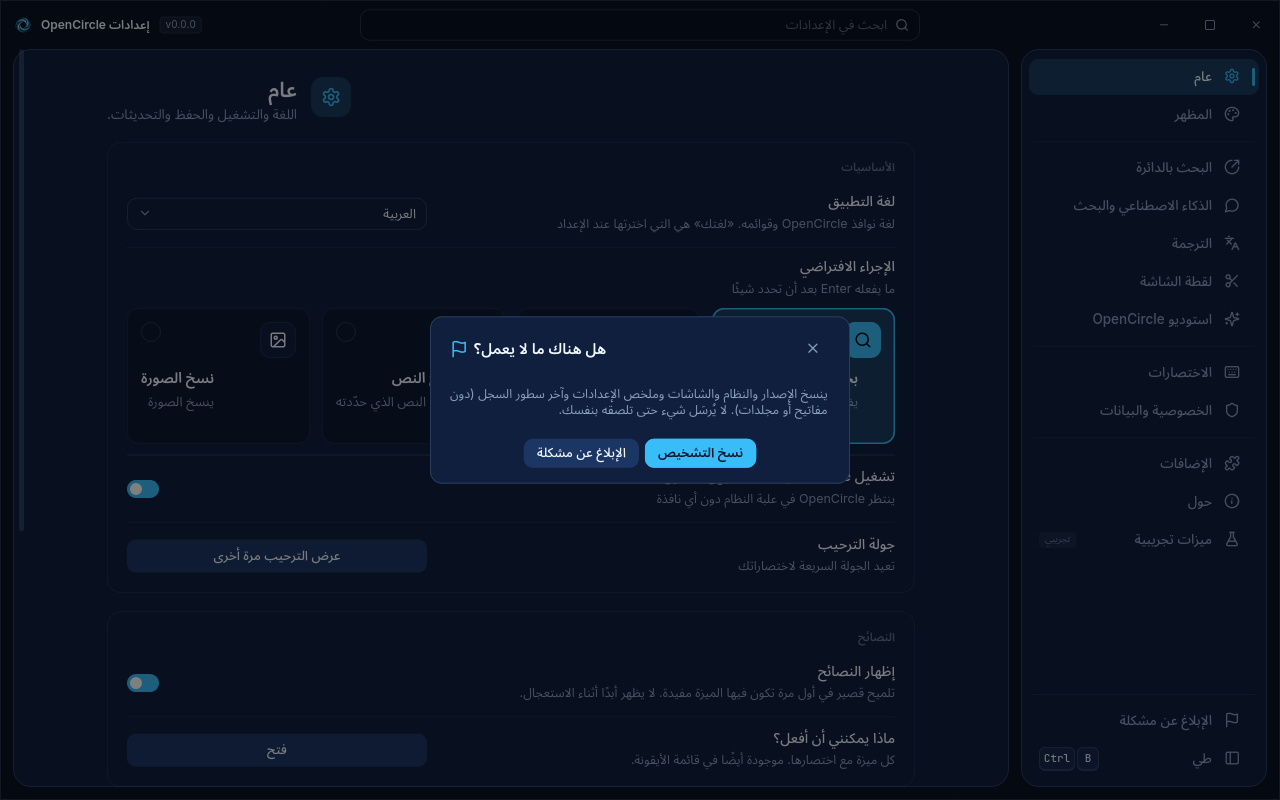 إعدادات OpenCircle
v0.0.0
ابحث في الإعدادات
عام
المظهر
البحث بالدائرة
الذكاء الاصطناعي والبحث
الترجمة
لقطة الشاشة
استوديو OpenCircle
الاختصارات
الخصوصية والبيانات
الإضافات
حول
ميزات تجريبية
تجريبي
الإبلاغ عن مشكلة
طي
Ctrl B
عام
اللغة والتشغيل والحفظ والتحديثات.
الأساسيات
لغة التطبيق
لغة نوافذ OpenCircle وقوائمه. «لغتك» هي التي اخترتها عند الإعداد
العربية
الإجراء الافتراضي
ما يفعله Enter بعد أن تحدد شيئًا
النص
النص الذي حدّدته
نسخ الصورة
ينسخ الصورة
هل هناك ما لا يعمل؟
ينسخ الإصدار والنظام والشاشات وملخص الإعدادات وآخر سطور السجل (دون
مفاتيح أو مجلدات). لا يُرسَل شيء حتى تلصقه بنفسك.
نسخ التشخيص
الإبلاغ عن مشكلة
تشغيل
ينتظر OpenCircle في علبة النظام دون أي نافذة
جولة الترحيب
تعيد الجولة السريعة لاختصاراتك
عرض الترحيب مرة أخرى
النصائح
إظهار النصائح
تلميح قصير في أول مرة تكون فيها الميزة مفيدة. لا يظهر أبدًا أثناء الاستعجال.
ماذا يمكنني أن أفعل؟
كل ميزة مع اختصارها. موجودة أيضًا في قائمة الأيقونة.
فتح